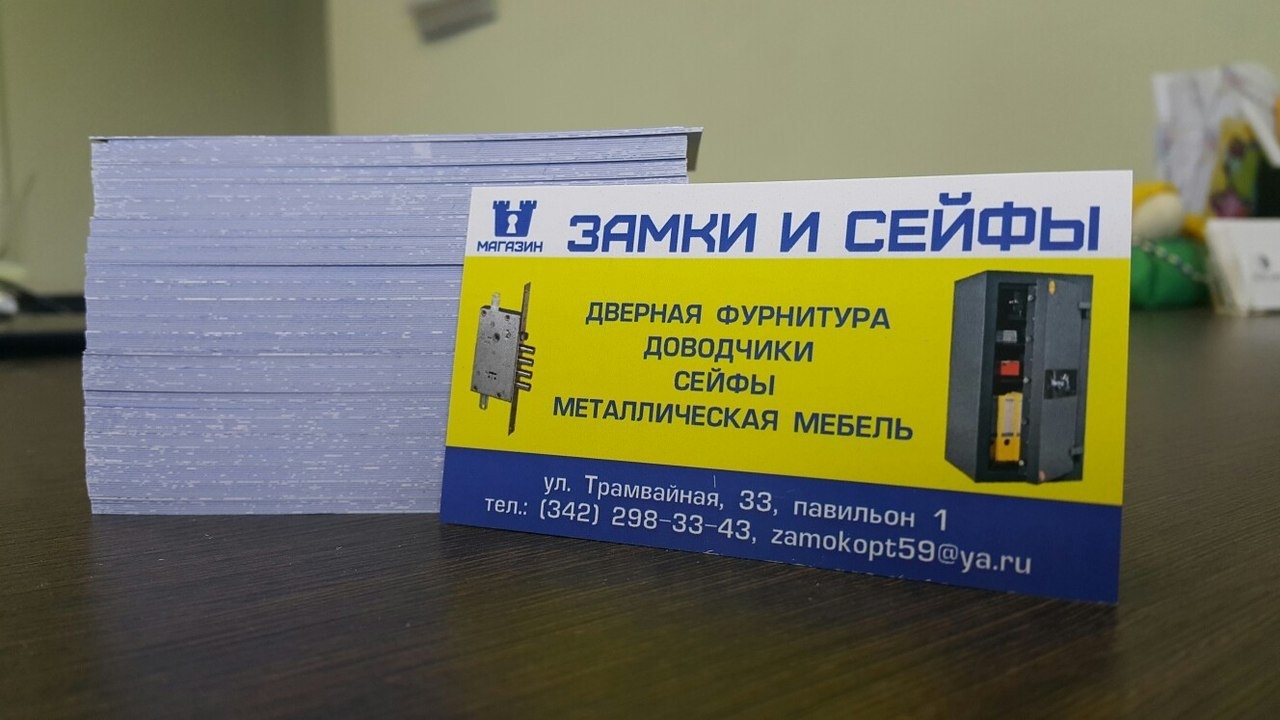 МАГАЗИН
ЗАМКИ И СЕЙФЫ
ДВЕРНАЯ ФУРНИТУРА
ДОВОДЧИКИ
СЕЙФЫ
МЕТАЛЛИЧЕСКАЯ МЕБЕЛЬ
ул. Трамвайная, 33, павильон 1
тел.: (342) 298-33-43, zamokopt59@ya.ru